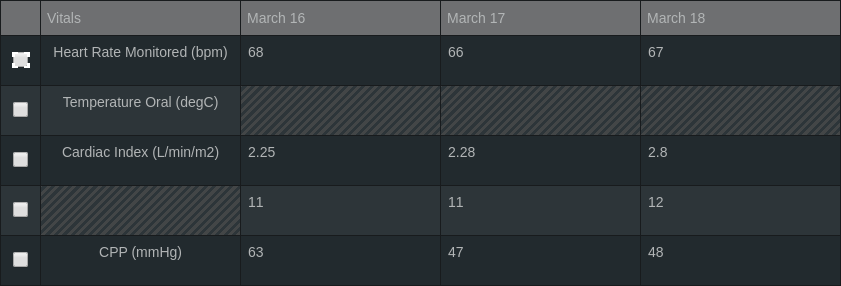 Vitals March 16 March 17 March 18
Heart Rate Monitored (bpm) 68 66 67
Temperature Oral (degC)
Cardiac Index (L/min/m2) 2.25 2.28 2.8
11 11 12
CPP (mmHg) 63 47 48